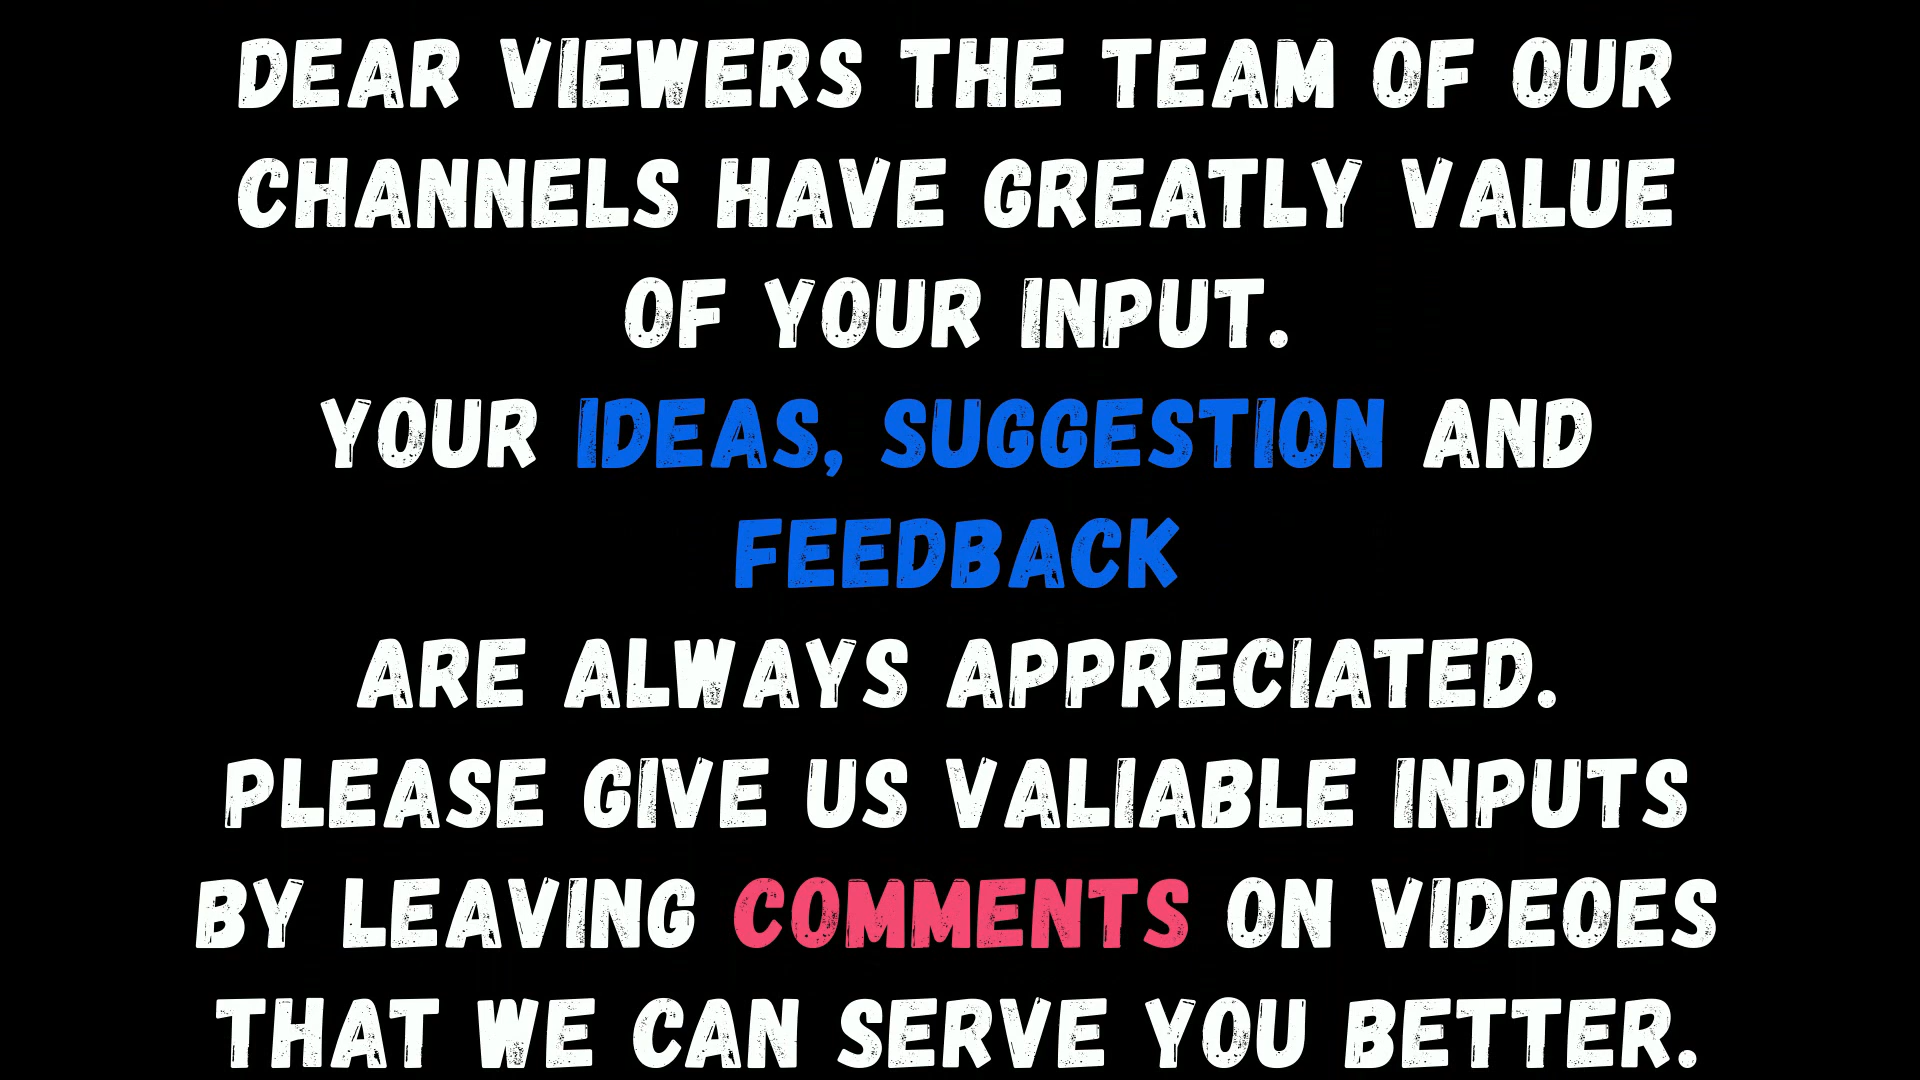 DEAR VIEWERS THE TEAM OF OUR
CHANNELS HAVE GREATLY VALUE
OF YOUR INPUT.
YOUR IDEAS, SUGGESTION AND
FEEDBACK
ARE ALWAYS APPRECIATED.
PLEASE GIVE US VALIABLE INPUTS
BY LEAVING COMMENTS ON VIDEOES
THAT WE CAN SERVE YOU BETTER.